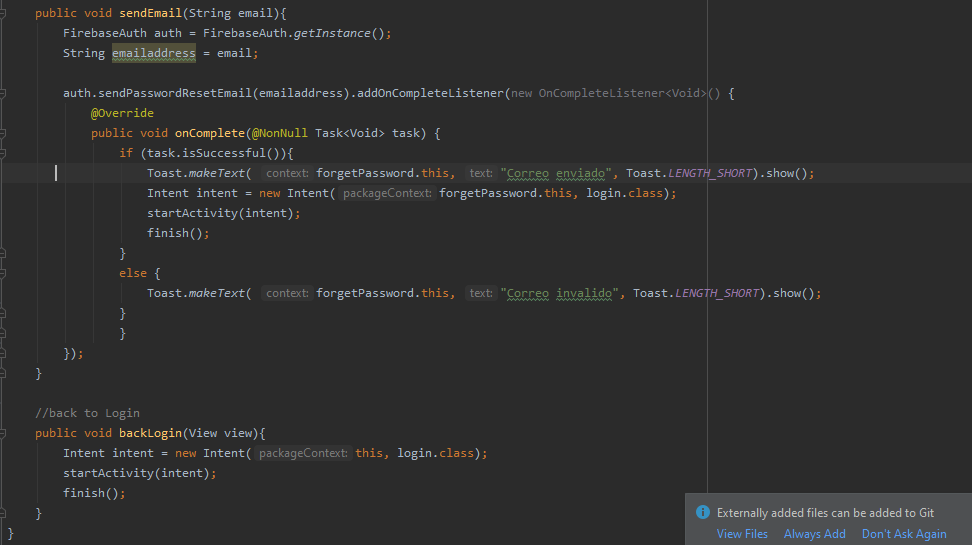 public void sendEmail(String email){
FirebaseAuth auth = FirebaseAuth.getInstance();
String emailaddress = email;
auth.sendPasswordResetEmail(emailaddress).addOnCompleteListener(new OnCompleteListener<Void>() {
@Override
public void onComplete(@NonNull Task<Void> task) {
if (task.isSuccessful()){
Toast.makeText( context: forgetPassword.this, text: "Correo enviado", Toast.LENGTH_SHORT).show();
Intent intent = new Intent( packageContext: forgetPassword.this, login.class);
startActivity(intent);
finish();
}
else {
Toast.makeText( context: forgetPassword.this, text: "Correo invalido", Toast.LENGTH_SHORT).show();
}
}
});
}
//back to Login
public void backLogin(View view){
Intent intent = new Intent( packageContext: this, login.class);
startActivity(intent);
finish();
}
}
Externally added files can be added to Git
View Files Always Add Don't Ask Again